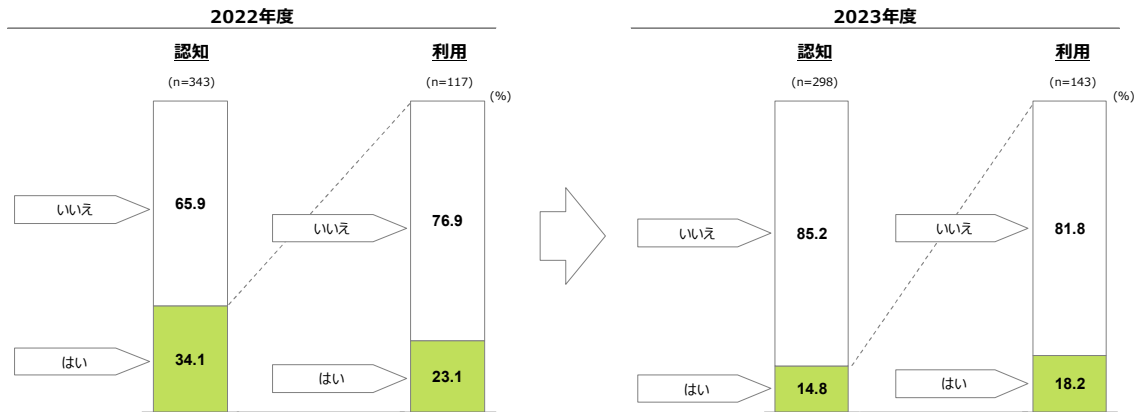 2022年度
認知
利用
(n=343)
(n=117)
(%)
いいえ
65.9
いいえ
76.9
はい
34.1
はい
23.1
2023年度
認知
利用
(n=298)
(n=143)
(%)
いいえ
85.2
いいえ
81.8
はい
14.8
はい
18.2